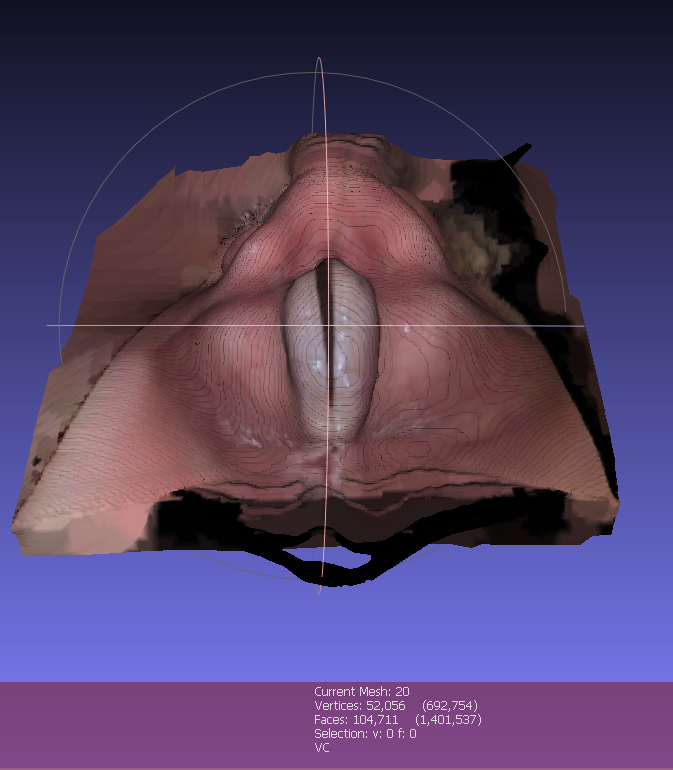 Current Mesh: 20
Vertices: 52,056 (692,754)
Faces: 104,711 (1,401,537)
Selection: v: 0 f: 0
VC